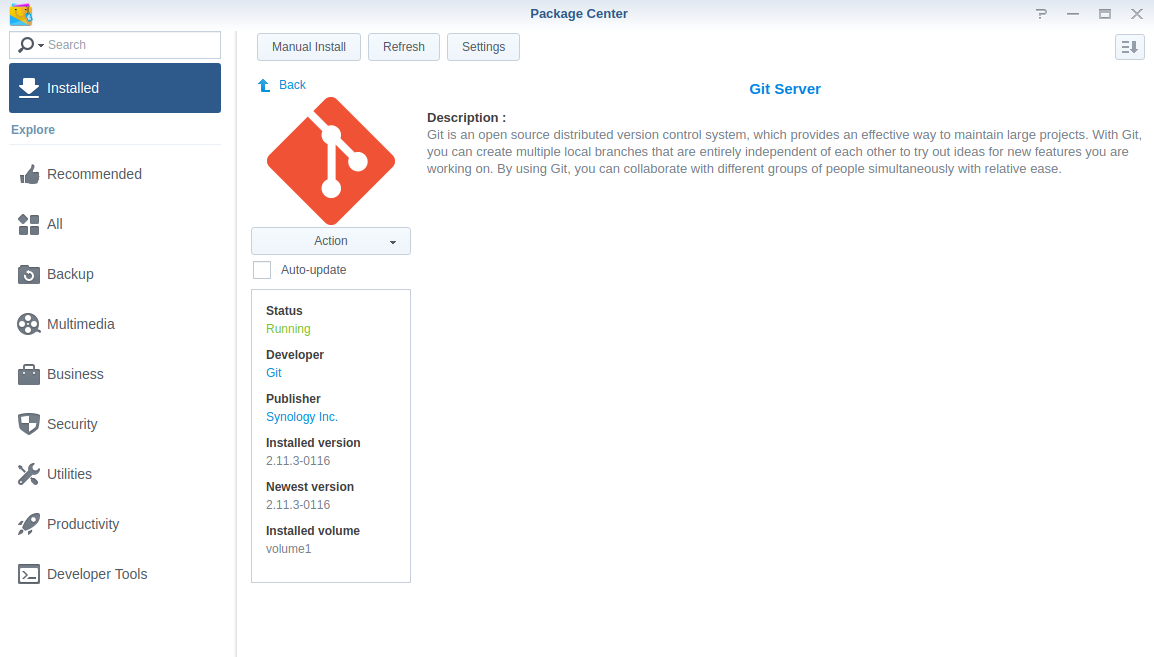 Package Center
Search
Installed
Explore
Recommended
All
Backup
Multimedia
Business
Security
Utilities
Productivity
Developer Tools
Manual Install
Refresh
Settings
Back
Git Server
Description :
Git is an open source distributed version control system, which provides an effective way to maintain large projects. With Git,
you can create multiple local branches that are entirely independent of each other to try out ideas for new features you are
working on. By using Git, you can collaborate with different groups of people simultaneously with relative ease.
Action
Auto-update
Status
Running
Developer
Git
Publisher
Synology Inc.
Installed version
2.11.3-0116
Newest version
2.11.3-0116
Installed volume
volume1